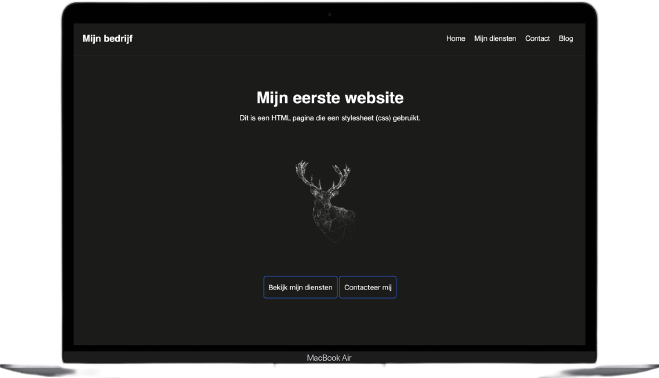 Mijn bedrijf
Home Mijn diensten Contact Blog
Mijn eerste website
Dit is een HTML pagina die een stylesheet (css) gebruikt.
Bekijk mijn diensten Contacteer mij
MacBook Air